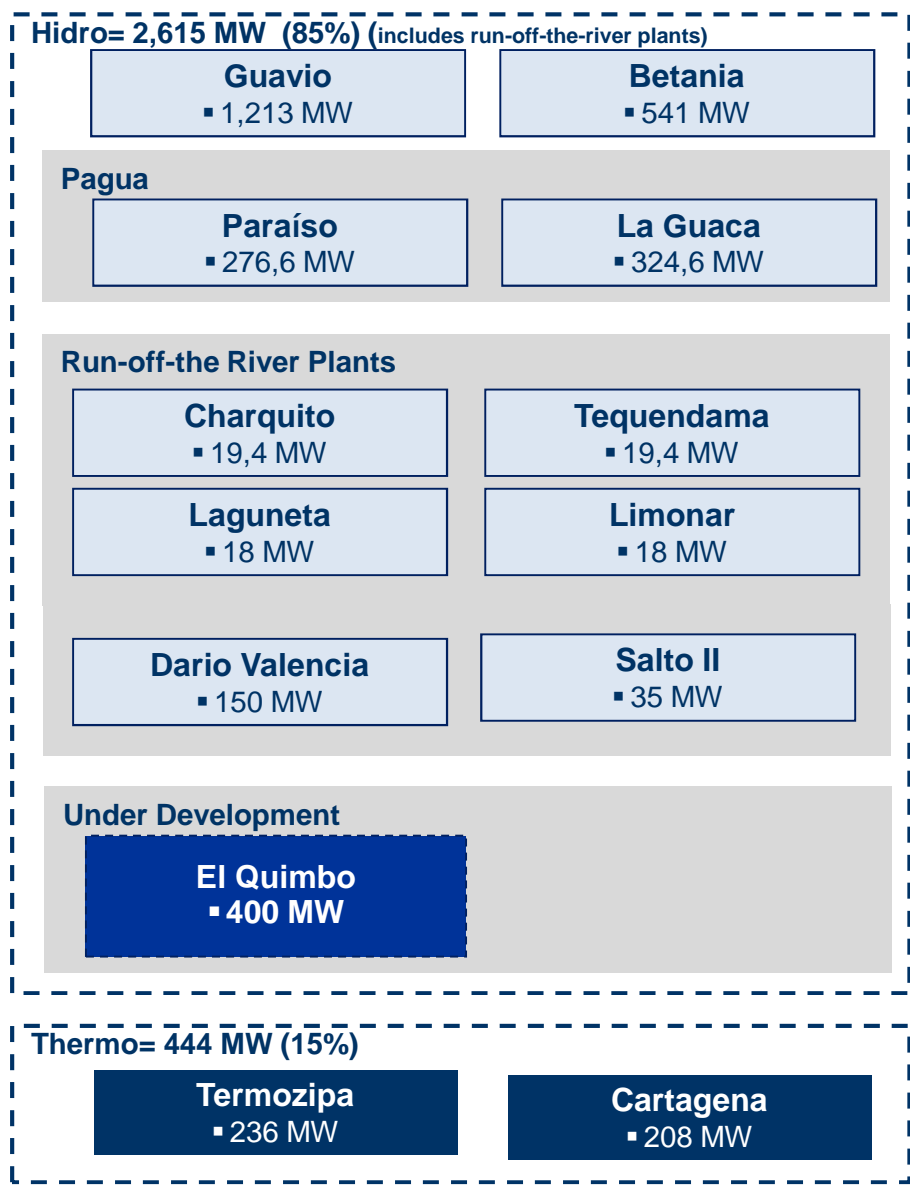 Hidro= 2,615 MW (85%) (includes run-off-the-river plants)
Guavio
▪ 1,213 MW
Betania
▪ 541 MW
Pagua
Paraíso
▪ 276,6 MW
La Guaca
▪ 324,6 MW
Run-off-the River Plants
Charquito
▪ 19,4 MW
Tequendama
▪ 19,4 MW
Laguneta
▪ 18 MW
Limonar
▪ 18 MW
Dario Valencia
▪ 150 MW
Salto II
▪ 35 MW
Under Development
El Quimbo
▪ 400 MW
Thermo= 444 MW (15%)
Termozipa
▪ 236 MW
Cartagena
▪ 208 MW